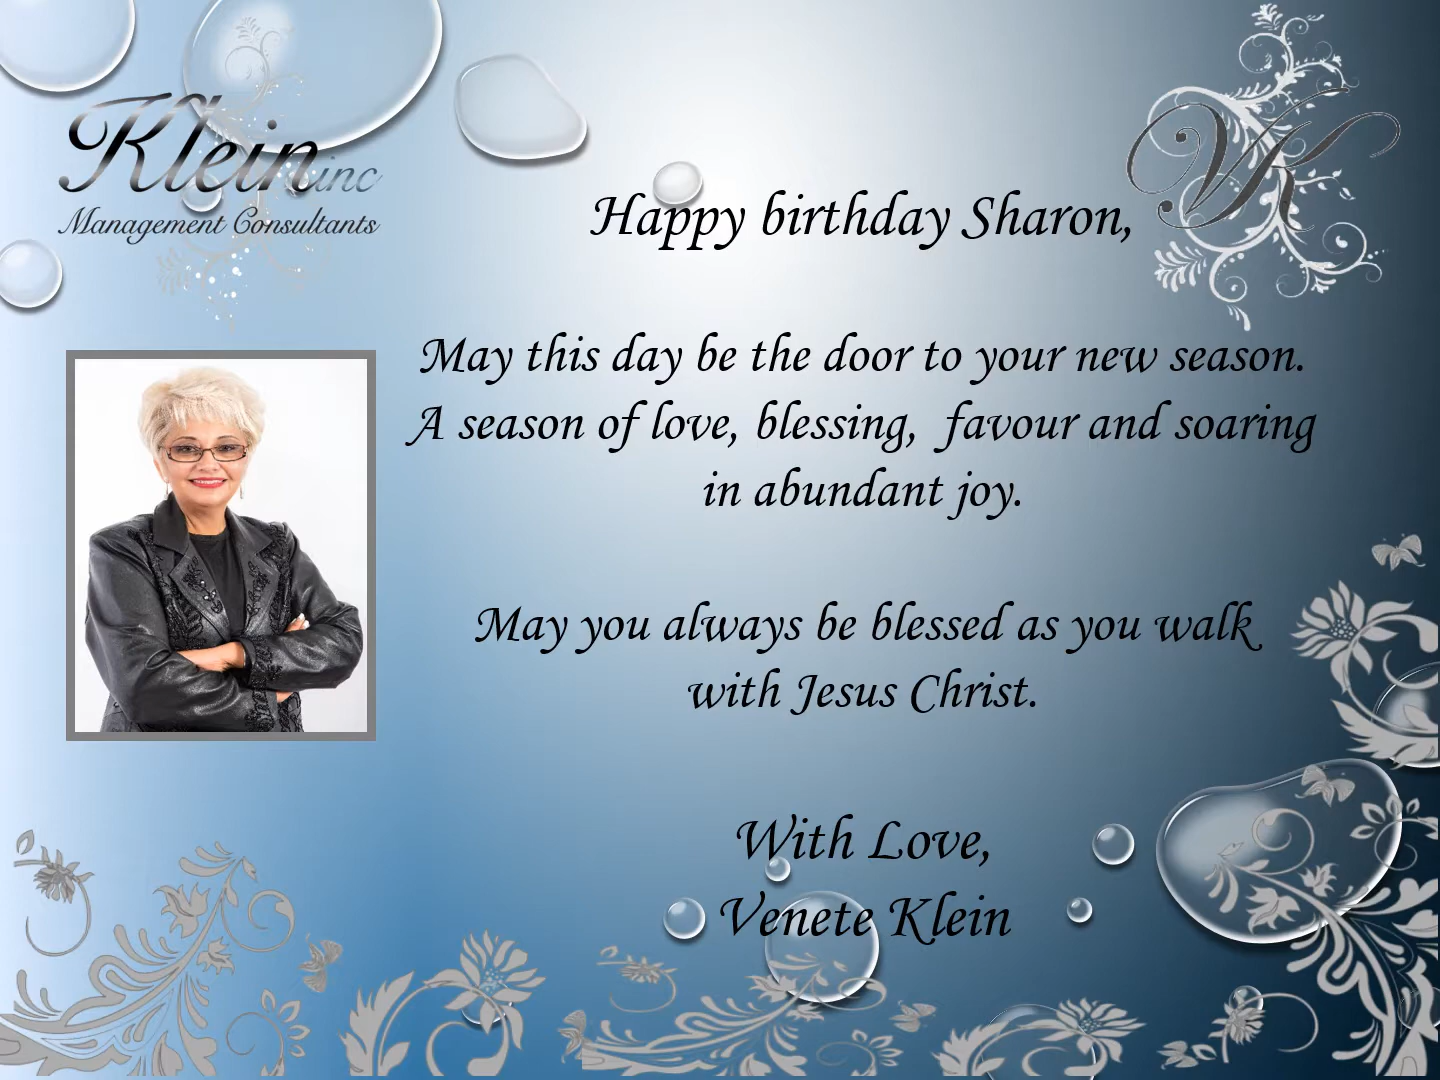 Klein inc
Management Consultants
VK
Happy birthday Sharon,
May this day be the door to your new season.
A season of love, blessing,  favour and soaring
in abundant joy.
May you always be blessed as you walk
with Jesus Christ.
With Love,
Venete Klein